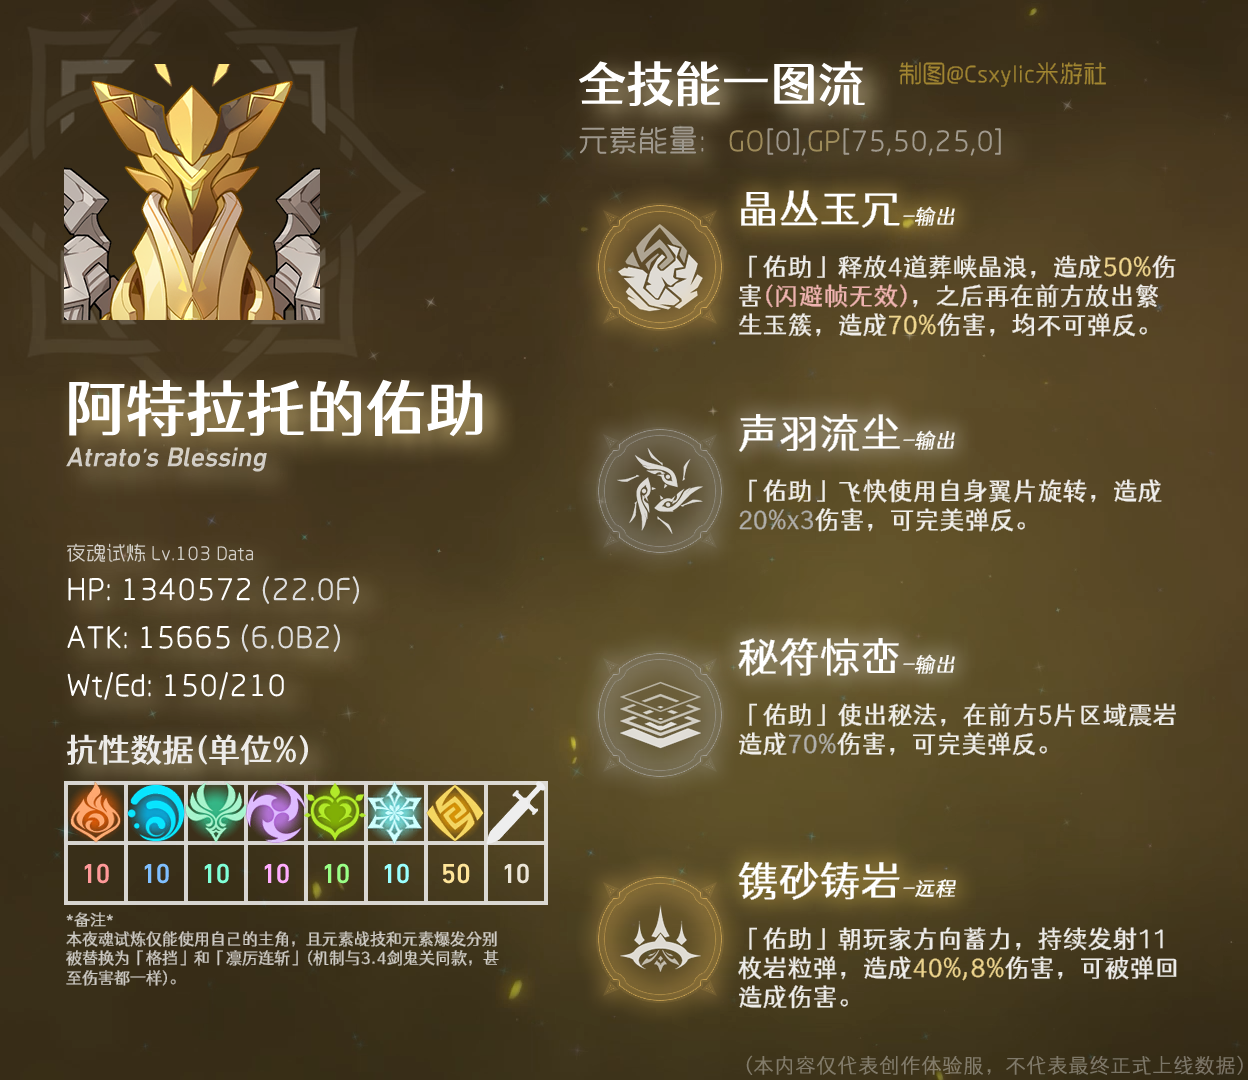 全技能一图流
制图@Csxylic米游社
元素能量: GO[0],GP[75,50,25,0]
晶丛玉冗-输出
「佑助」释放4道葬峡晶浪，造成50%伤
害(闪避帧无效)，之后再在前方放出繁
生玉簇，造成70%伤害，均不可弹反。
阿特拉托的佑助
Atrato's Blessing
声羽流尘-输出
「佑助」飞快使用自身翼片旋转，造成
20%x3伤害，可完美弹反。
夜魂试炼 Lv.103 Data
HP: 1340572 (22.0F)
ATK: 15665 (6.0B2)
Wt/Ed: 150/210
秘符惊峦-输出
「佑助」使出秘法，在前方5片区域震岩
造成70%伤害，可完美弹反。
抗性数据(单位%)
10 10 10 10 10 10 50 10
*备注*
本夜魂试炼仅能使用自己的主角，且元素战技和元素爆发分别
被替换为「格挡」和「凛厉连斩」(机制与3.4剑鬼关同款，甚
至伤害都一样)。
镌砂铸岩-远程
「佑助」朝玩家方向蓄力，持续发射11
枚岩粒弹，造成40%,8%伤害，可被弹回
造成伤害。
(本内容仅代表创作体验服，不代表最终正式上线数据)